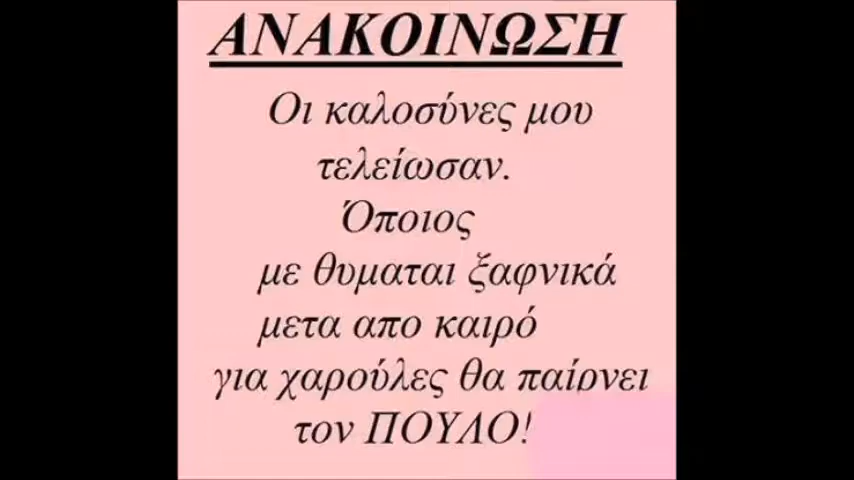 ΑΝΑΚΟΙΝΩΣΗ
Οι καλοσύνες μου
τελείωσαν.
Όποιος
με θυμαται ξαφνικά
μετα απο καιρό
για χαρούλες θα παίρνει
τον ΠΟΥΛΟ!